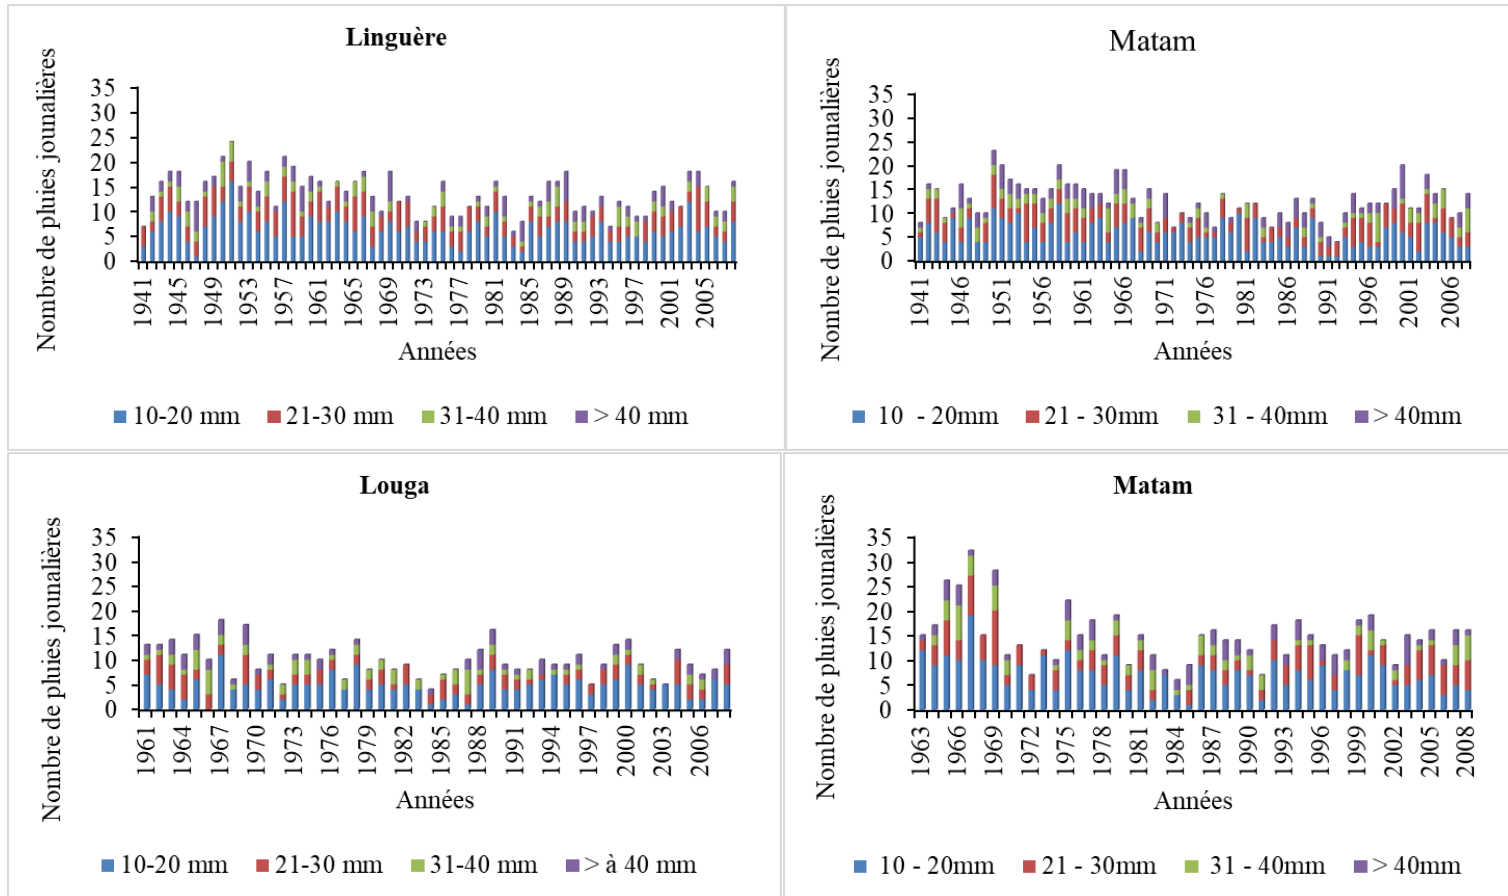 Linguère
Nombre de pluies jounalières
35
30
25
20
15
10
5
0
1941 1945 1949 1953 1957 1961 1965 1969 1973 1977 1981 1985 1989 1993 1997 2001 2005
Années
10-20 mm 21-30 mm 31-40 mm > 40 mm
Matam
Nombre de pluies jounalières
35
30
25
20
15
10
5
0
1941 1946 1951 1956 1961 1966 1971 1976 1981 1986 1991 1996 2001 2006
Années
10 - 20mm 21 - 30mm 31 - 40mm > 40mm
Louga
Nombre de pluies jounalières
35
30
25
20
15
10
5
0
1961 1964 1967 1970 1973 1976 1979 1982 1985 1988 1991 1994 1997 2000 2003 2006
Années
10-20 mm 21-30 mm 31-40 mm > à 40 mm
Matam
Nombre de pluies jounalières
35
30
25
20
15
10
5
0
1963 1966 1969 1972 1975 1978 1981 1984 1987 1990 1993 1996 1999 2002 2005 2008
Années
10 - 20mm 21 - 30mm 31 - 40mm > 40mm